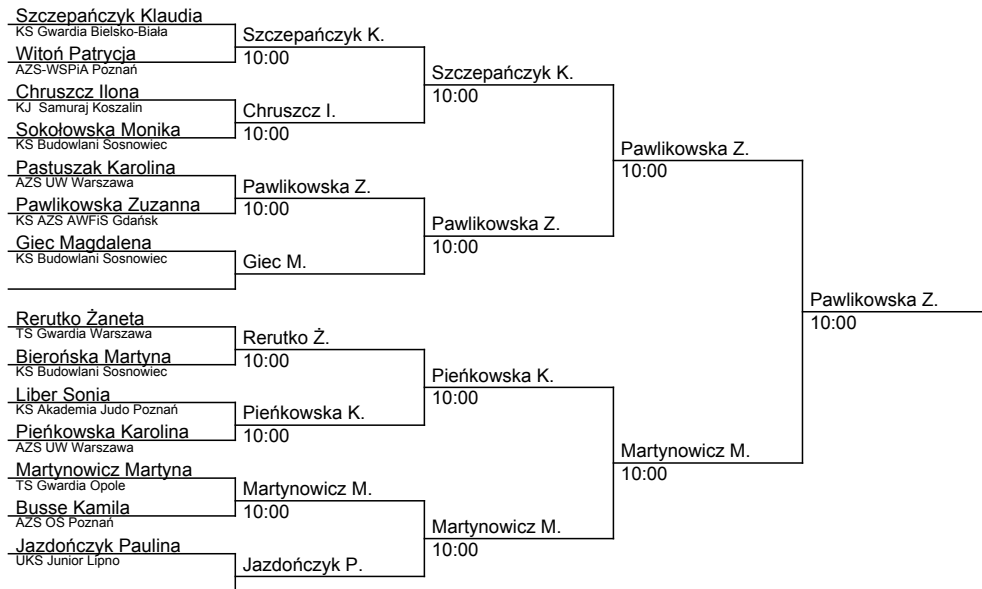 Szczepańczyk Klaudia
KS Gwardia Bielsko-Biała
Witoń Patrycja
AZS-WSPiA Poznań
Chruszcz Ilona
KJ Samuraj Koszalin
Sokołowska Monika
KS Budowlani Sosnowiec
Pastuszak Karolina
AZS UW Warszawa
Pawlikowska Zuzanna
KS AZS AWFiS Gdańsk
Giec Magdalena
KS Budowlani Sosnowiec
Rerutko Żaneta
TS Gwardia Warszawa
Bierońska Martyna
KS Budowlani Sosnowiec
Liber Sonia
KS Akademia Judo Poznań
Pieńkowska Karolina
AZS UW Warszawa
Martynowicz Martyna
TS Gwardia Opole
Busse Kamila
AZS OŚ Poznań
Jazdończyk Paulina
UKS Junior Lipno
Szczepańczyk K.
10:00
Chruszcz I.
10:00
Pawlikowska Z.
10:00
Giec M.
Rerutko Ż.
10:00
Pieńkowska K.
10:00
Martynowicz M.
10:00
Jazdończyk P.
Szczepańczyk K.
10:00
Pawlikowska Z.
10:00
Pieńkowska K.
10:00
Martynowicz M.
10:00
Pawlikowska Z.
10:00
Martynowicz M.
10:00
Pawlikowska Z.
10:00